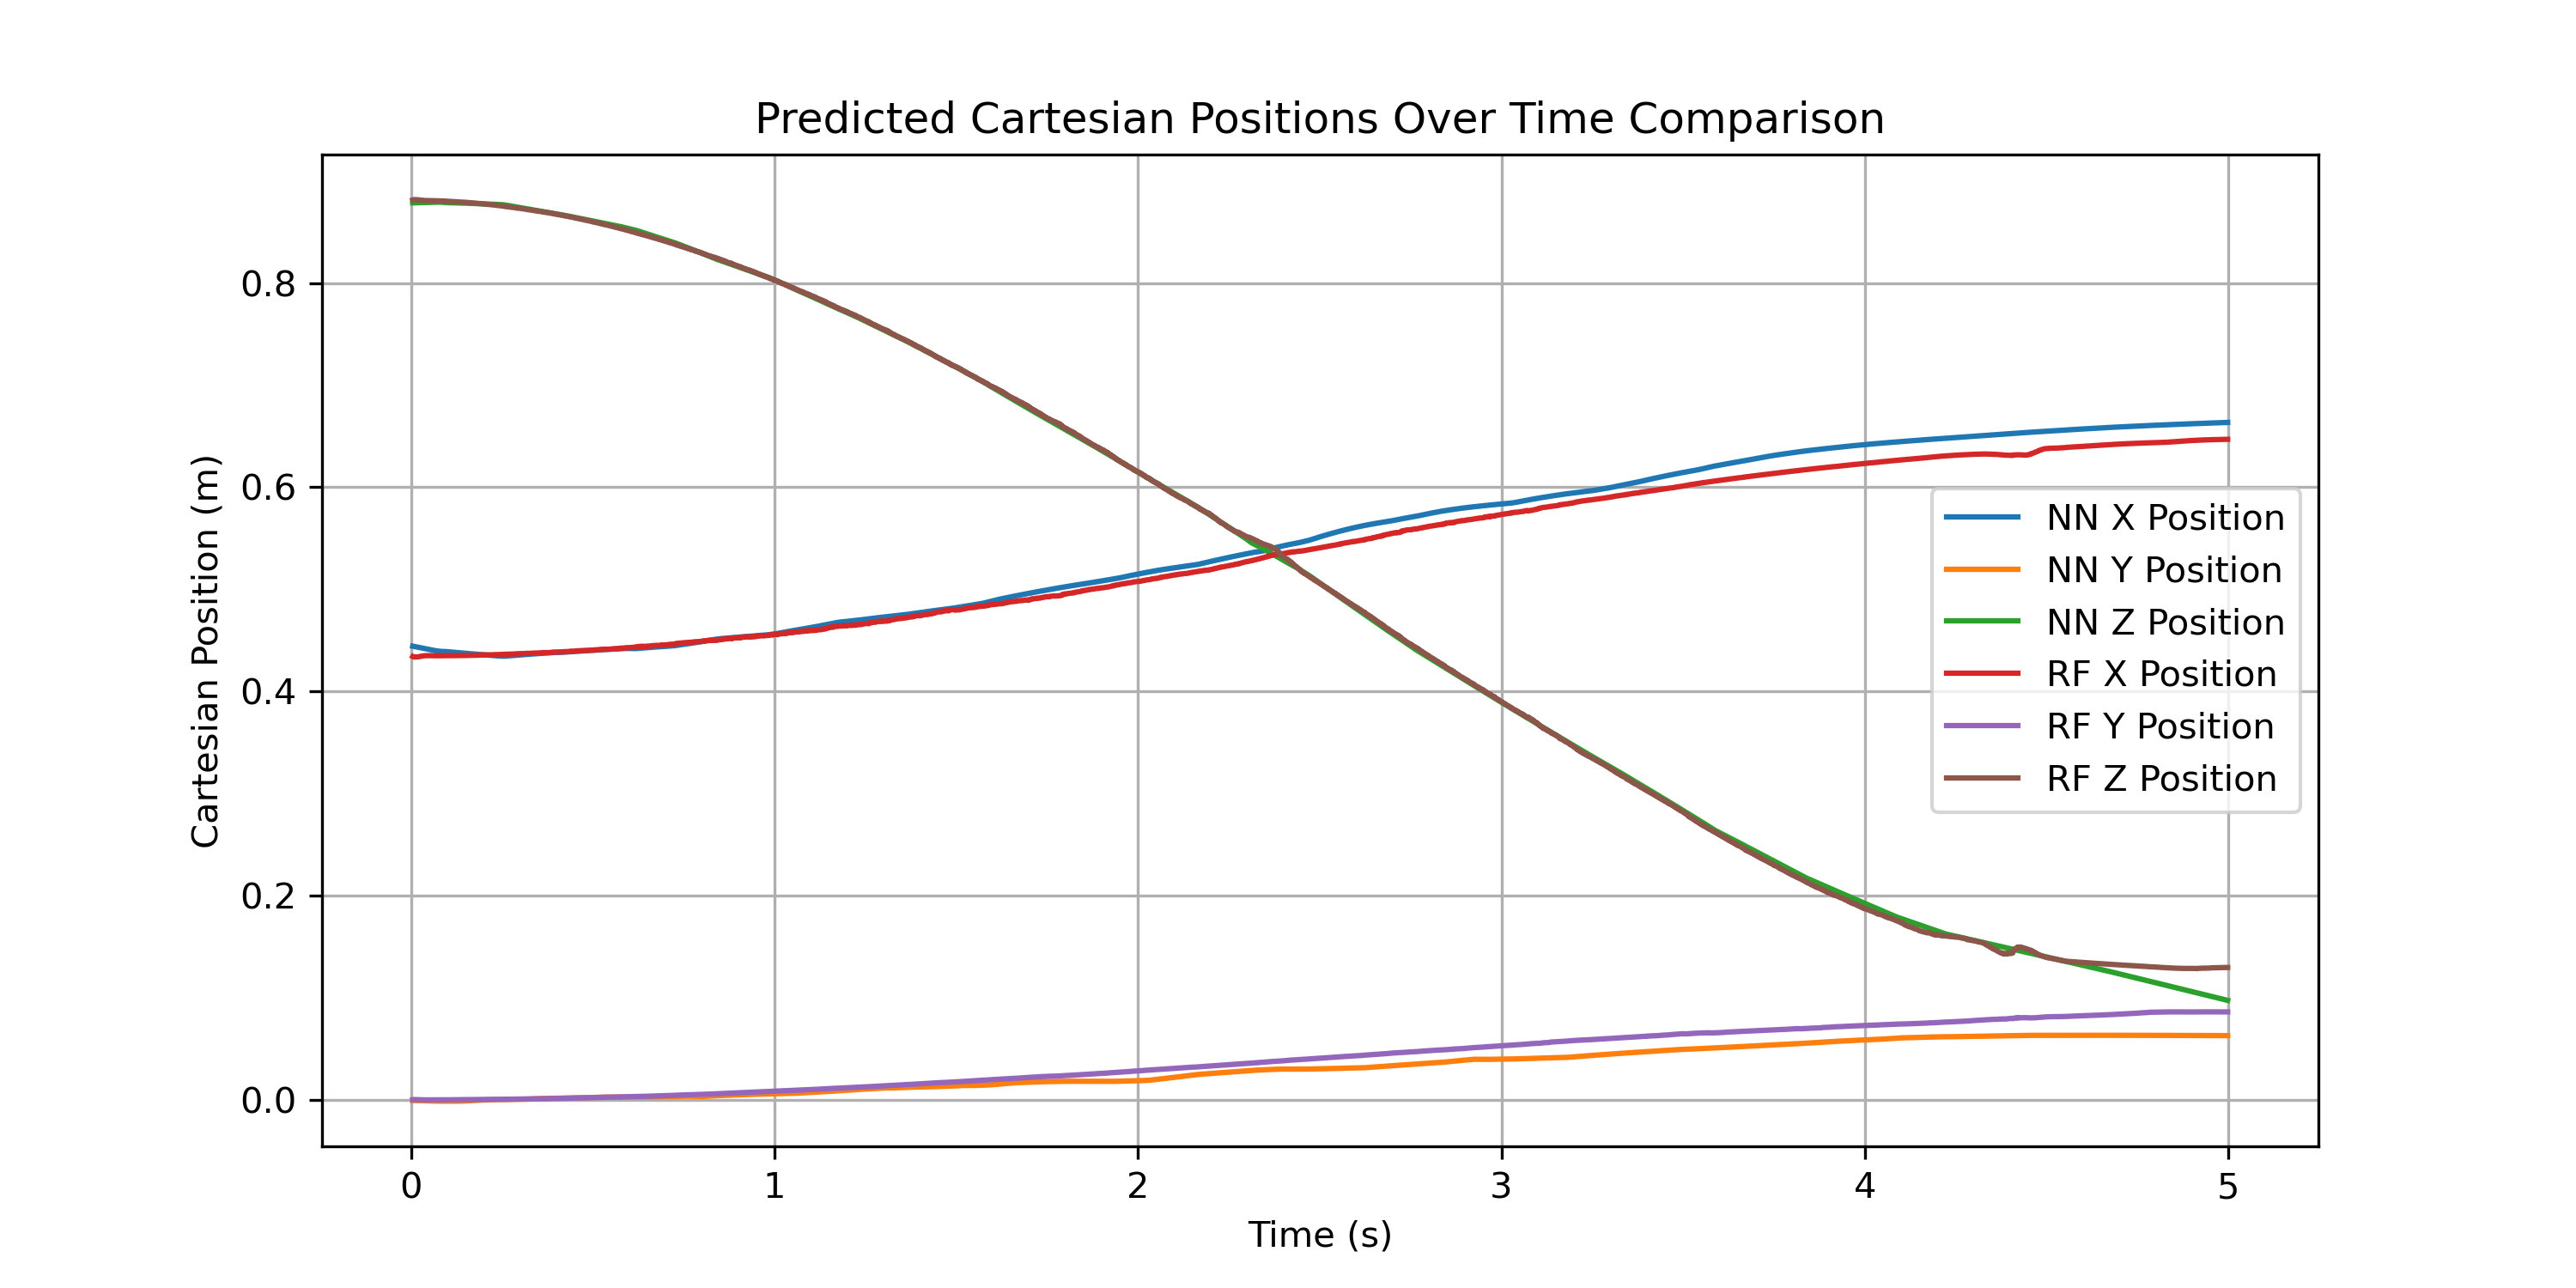 Predicted Cartesian Positions Over Time Comparison
Cartesian Position (m)
0.8
0.6
0.4
0.2
0.0
NN X Position
NN Y Position
NN Z Position
RF X Position
RF Y Position
RF Z Position
0 1 2 3 4 5
Time (s)